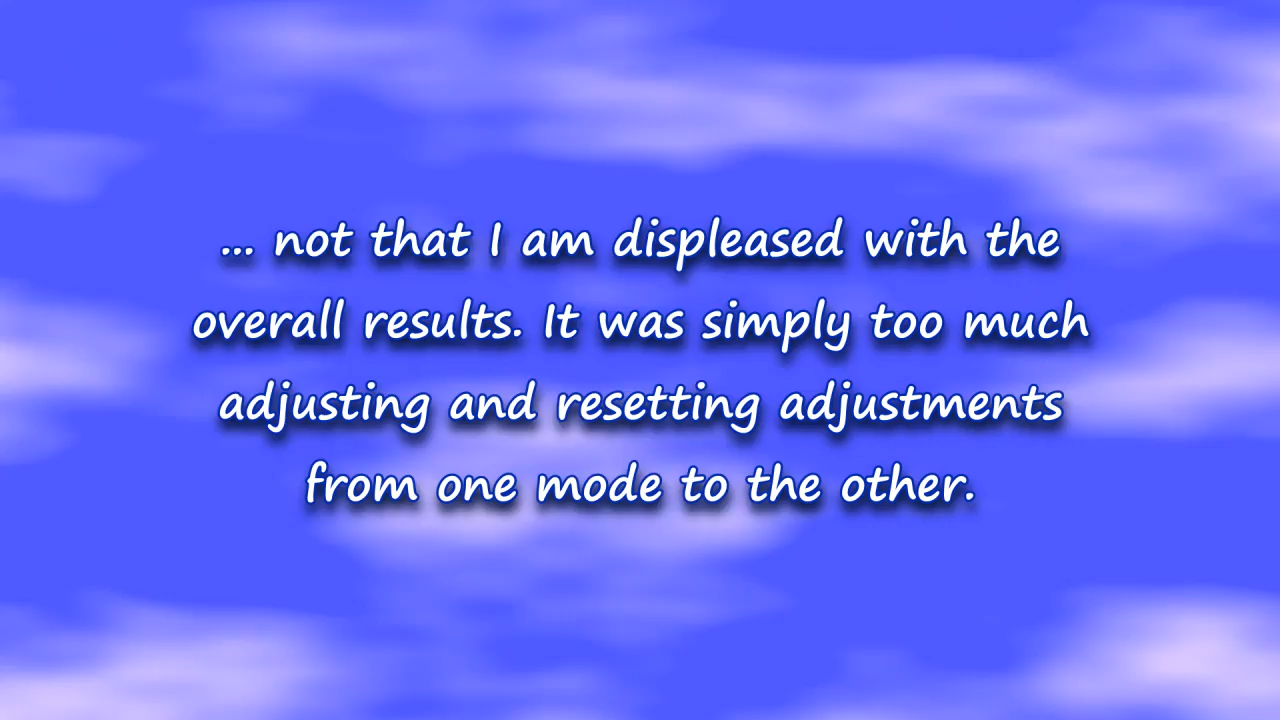 ... not that I am displeased with the
overall results. It was simply too much
adjusting and resetting adjustments
from one mode to the other.